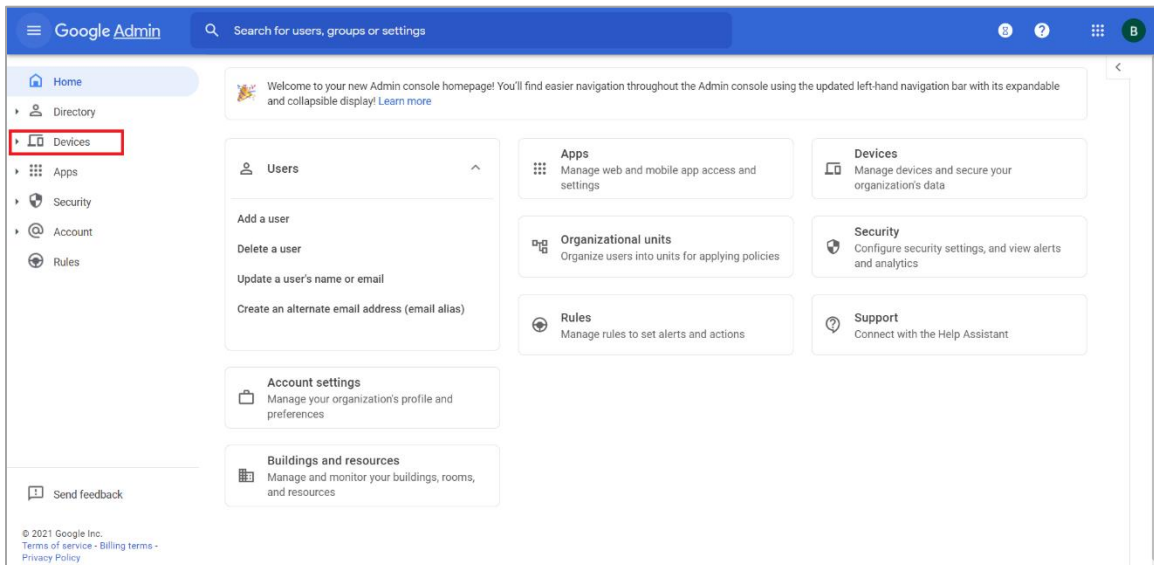 Google Admin
Search for users, groups or settings
B
Home
Directory
Devices
Apps
Security
Account
Rules
Send feedback
© 2021 Google Inc.
Terms of service - Billing terms -
Privacy Policy
Welcome to your new Admin console homepage! You'll find easier navigation throughout the Admin console using the updated left-hand navigation bar with its expandable
and collapsible display! Learn more
Users
Add a user
Delete a user
Update a user's name or email
Create an alternate email address (email alias)
Account settings
Manage your organization's profile and
preferences
Buildings and resources
Manage and monitor your buildings, rooms,
and resources
Apps
Manage web and mobile app access and
settings
Organizational units
Organize users into units for applying policies
Rules
Manage rules to set alerts and actions
Devices
Manage devices and secure your
organization's data
Security
Configure security settings, and view alerts
and analytics
Support
Connect with the Help Assistant